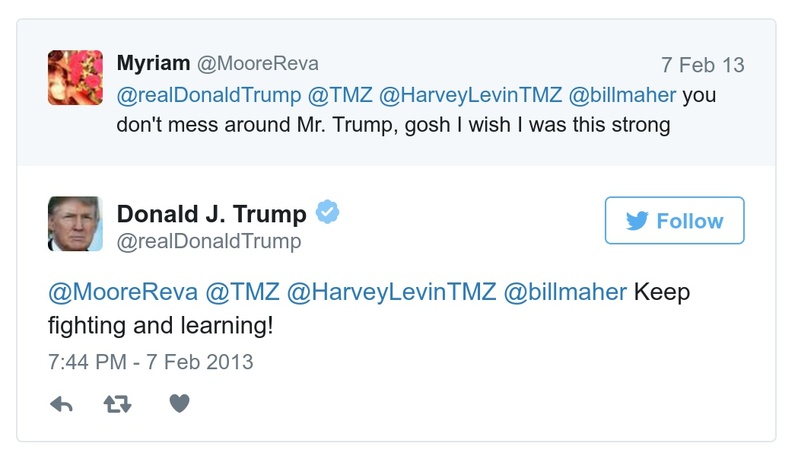 Myriam @MooreReva 7 Feb 13
@realDonaldTrump @TMZ @HarveyLevinTMZ @billmaher you
don't mess around Mr. Trump, gosh I wish I was this strong
Donald J. Trump
@realDonaldTrump
Follow
@MooreReva @TMZ @HarveyLevinTMZ @billmaher Keep
fighting and learning!
7:44 PM - 7 Feb 2013